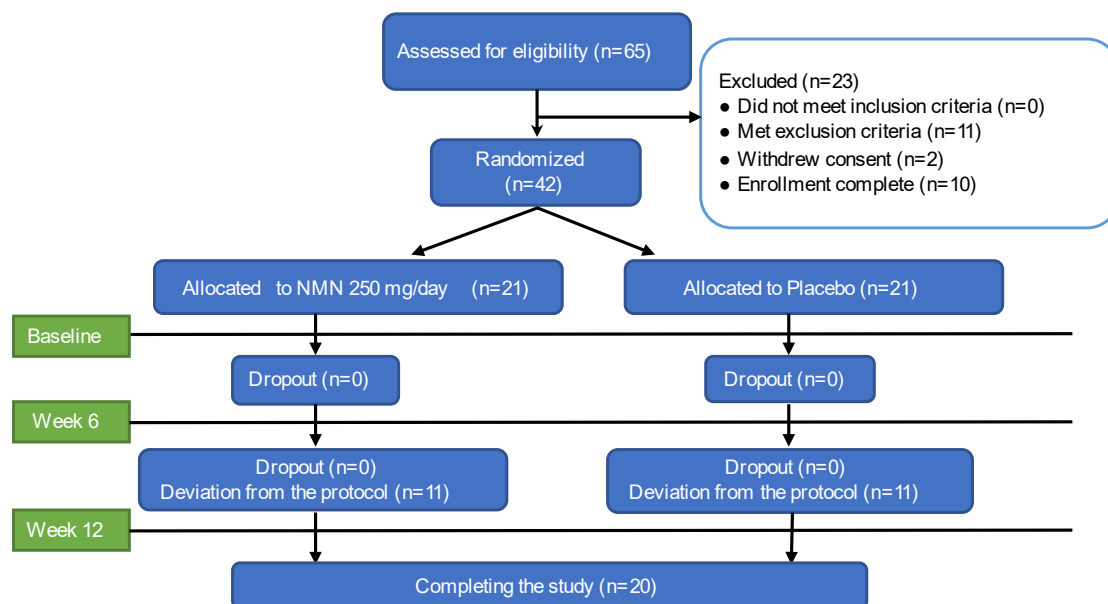 Assessed for eligibility (n=65)
Excluded (n=23)
● Did not meet inclusion criteria (n=0)
● Met exclusion criteria (n=11)
● Withdrew consent (n=2)
● Enrollment complete (n=10)
Randomized
(n=42)
Allocated to NMN 250 mg/day (n=21)
Allocated to Placebo (n=21)
Baseline
Dropout (n=0)
Dropout (n=0)
Week 6
Dropout (n=0)
Deviation from the protocol (n=11)
Dropout (n=0)
Deviation from the protocol (n=11)
Week 12
Completing the study (n=20)